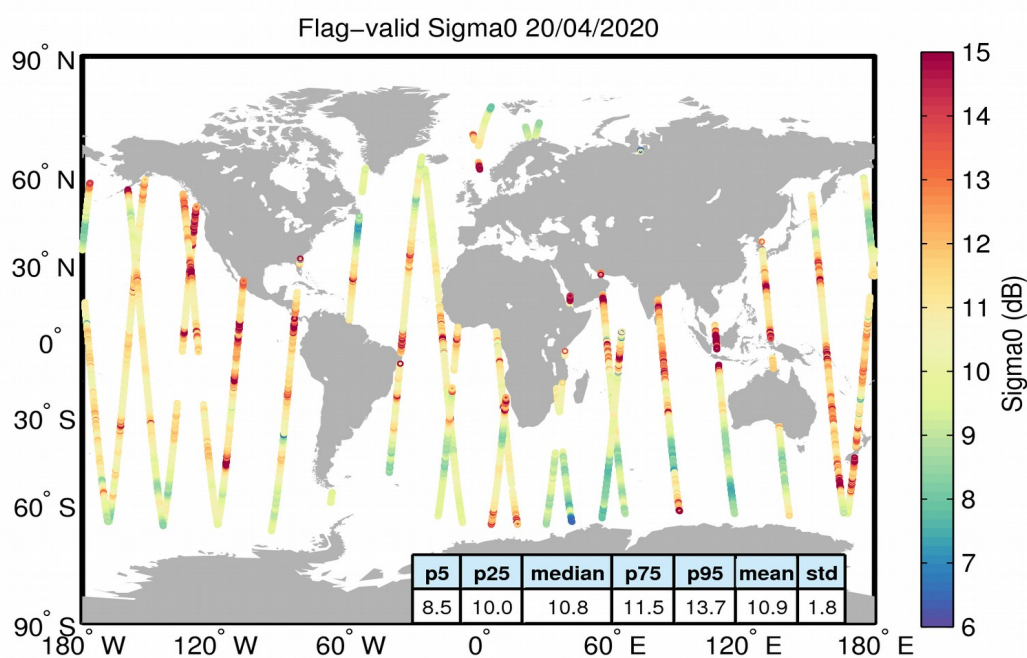 Flag−valid Sigma0 20/04/2020
90° N
60° N
30° N
0°
30° S
60° S
90° S
180° W
120° W
60° W
0°
60° E
120° E
180° E
15
14
13
12
11
10
9
8
7
6
Sigma0 (dB)
p5 p25 median p75 p95 mean std
8.5 10.0 10.8 11.5 13.7 10.9 1.8